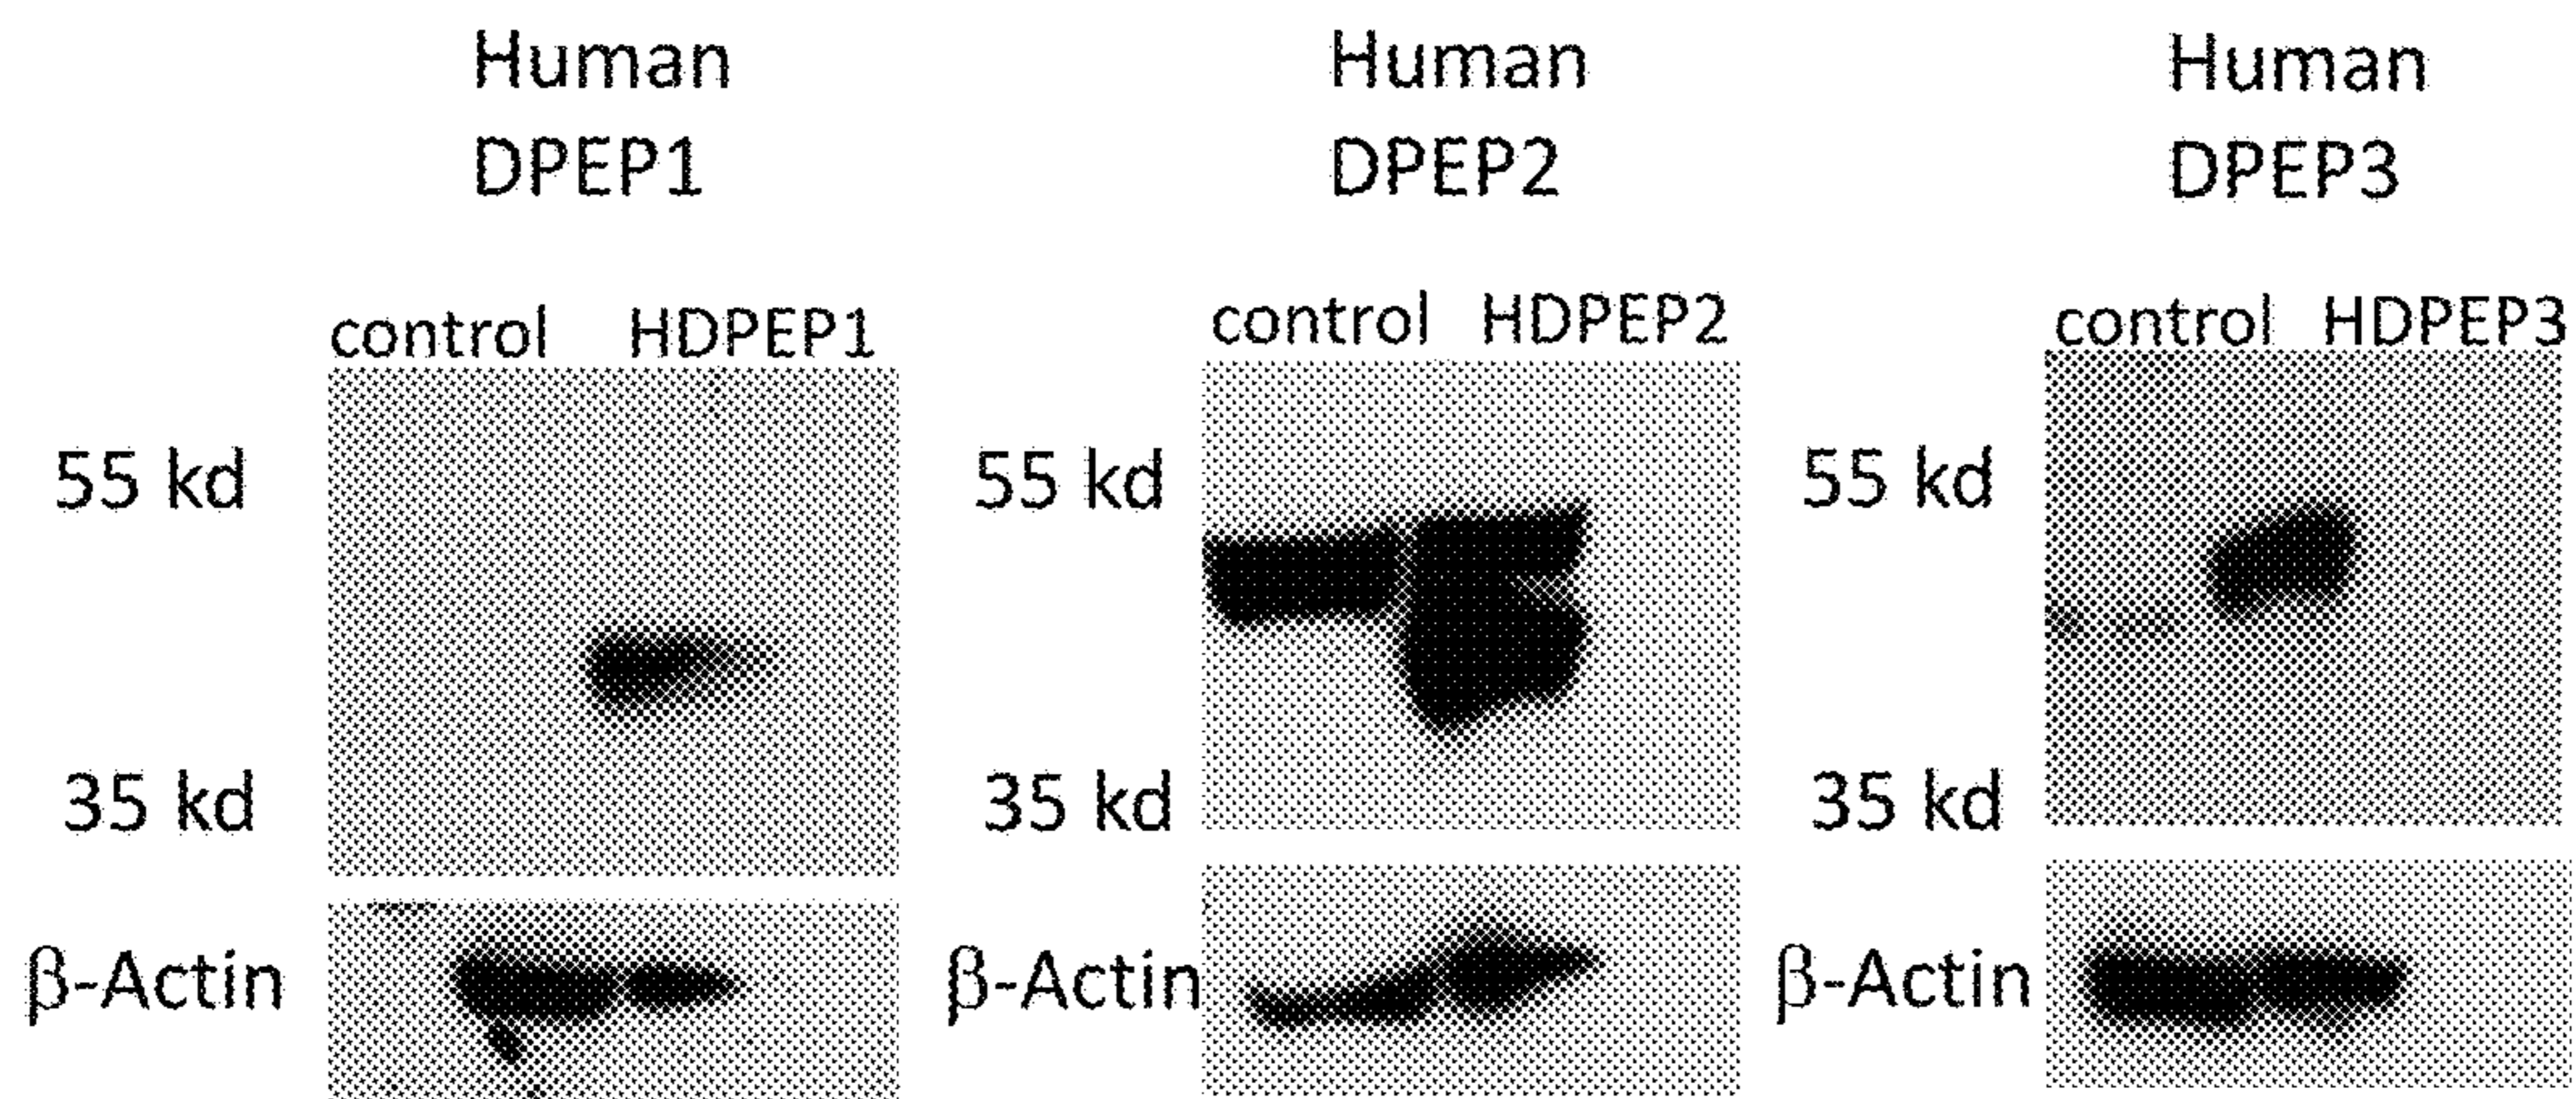 Human
DPEP1
Human
DPEP2
Human
DPEP3
control HDPEP1
control HDPEP2
control HDPEP3
55 kd
55 kd
55 kd
35 kd
35 kd
35 kd
β-Actin
β-Actin
β-Actin